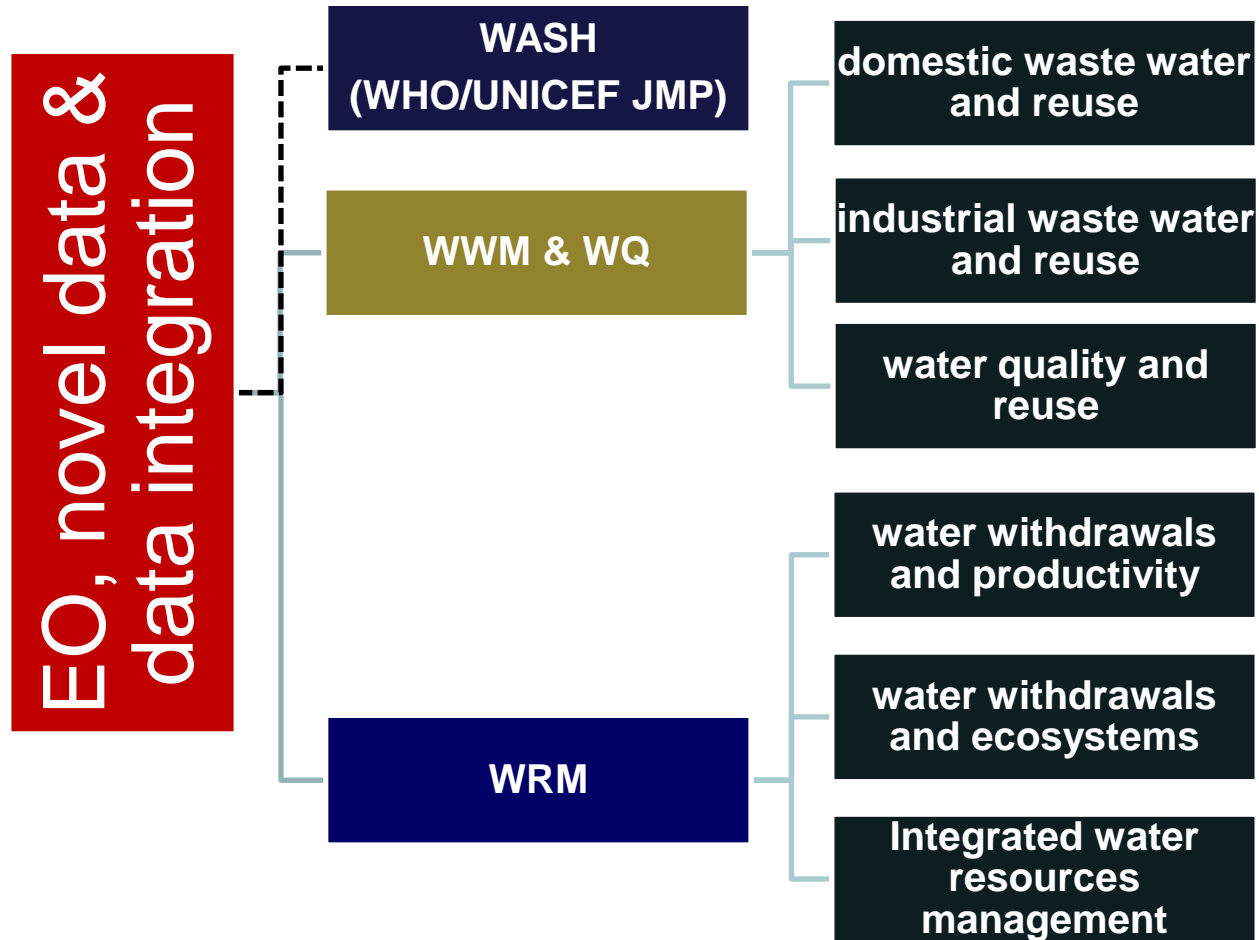 EO, novel data &
data integration
WASH
(WHO/UNICEF JMP)
WWM & WQ
WRM
domestic waste water
and reuse
industrial waste water
and reuse
water quality and
reuse
water withdrawals
and productivity
water withdrawals
and ecosystems
Integrated water
resources
management